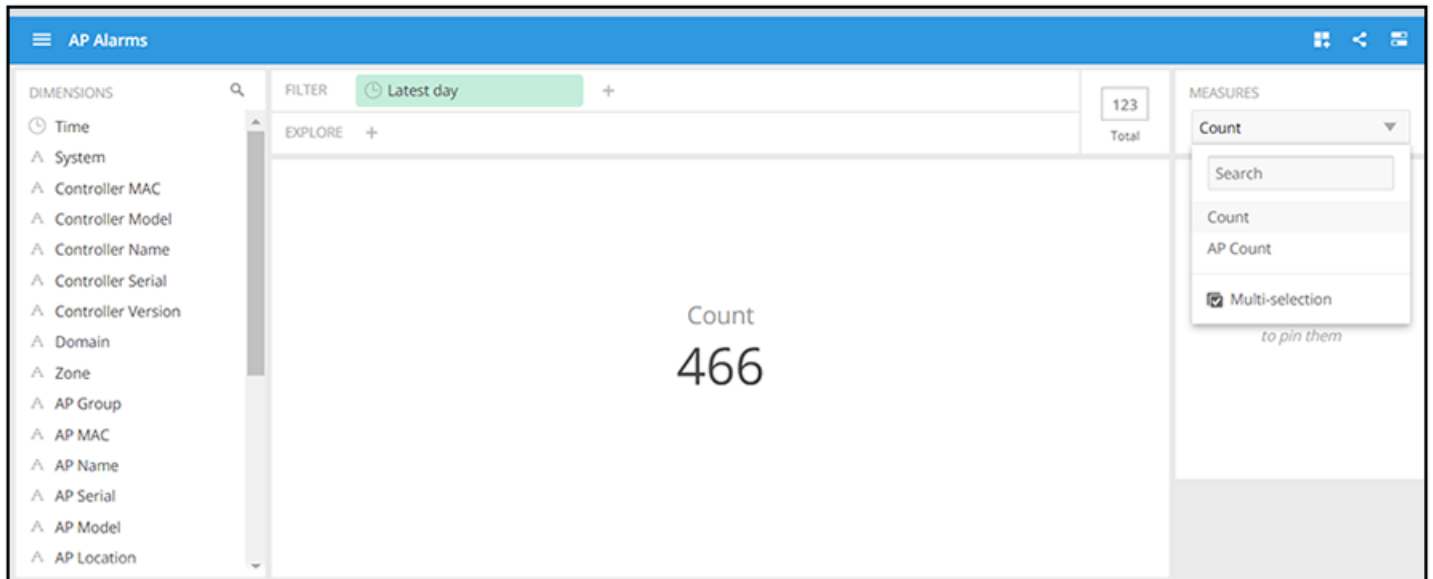 AP Alarms
DIMENSIONS
Time
System
Controller MAC
Controller Model
Controller Name
Controller Serial
Controller Version
Domain
Zone
AP Group
AP MAC
AP Name
AP Serial
AP Model
AP Location
FILTER Latest day +
EXPLORE +
123
Total
Count
466
MEASURES
Count
Search
Count
AP Count
Multi-selection
to pin them